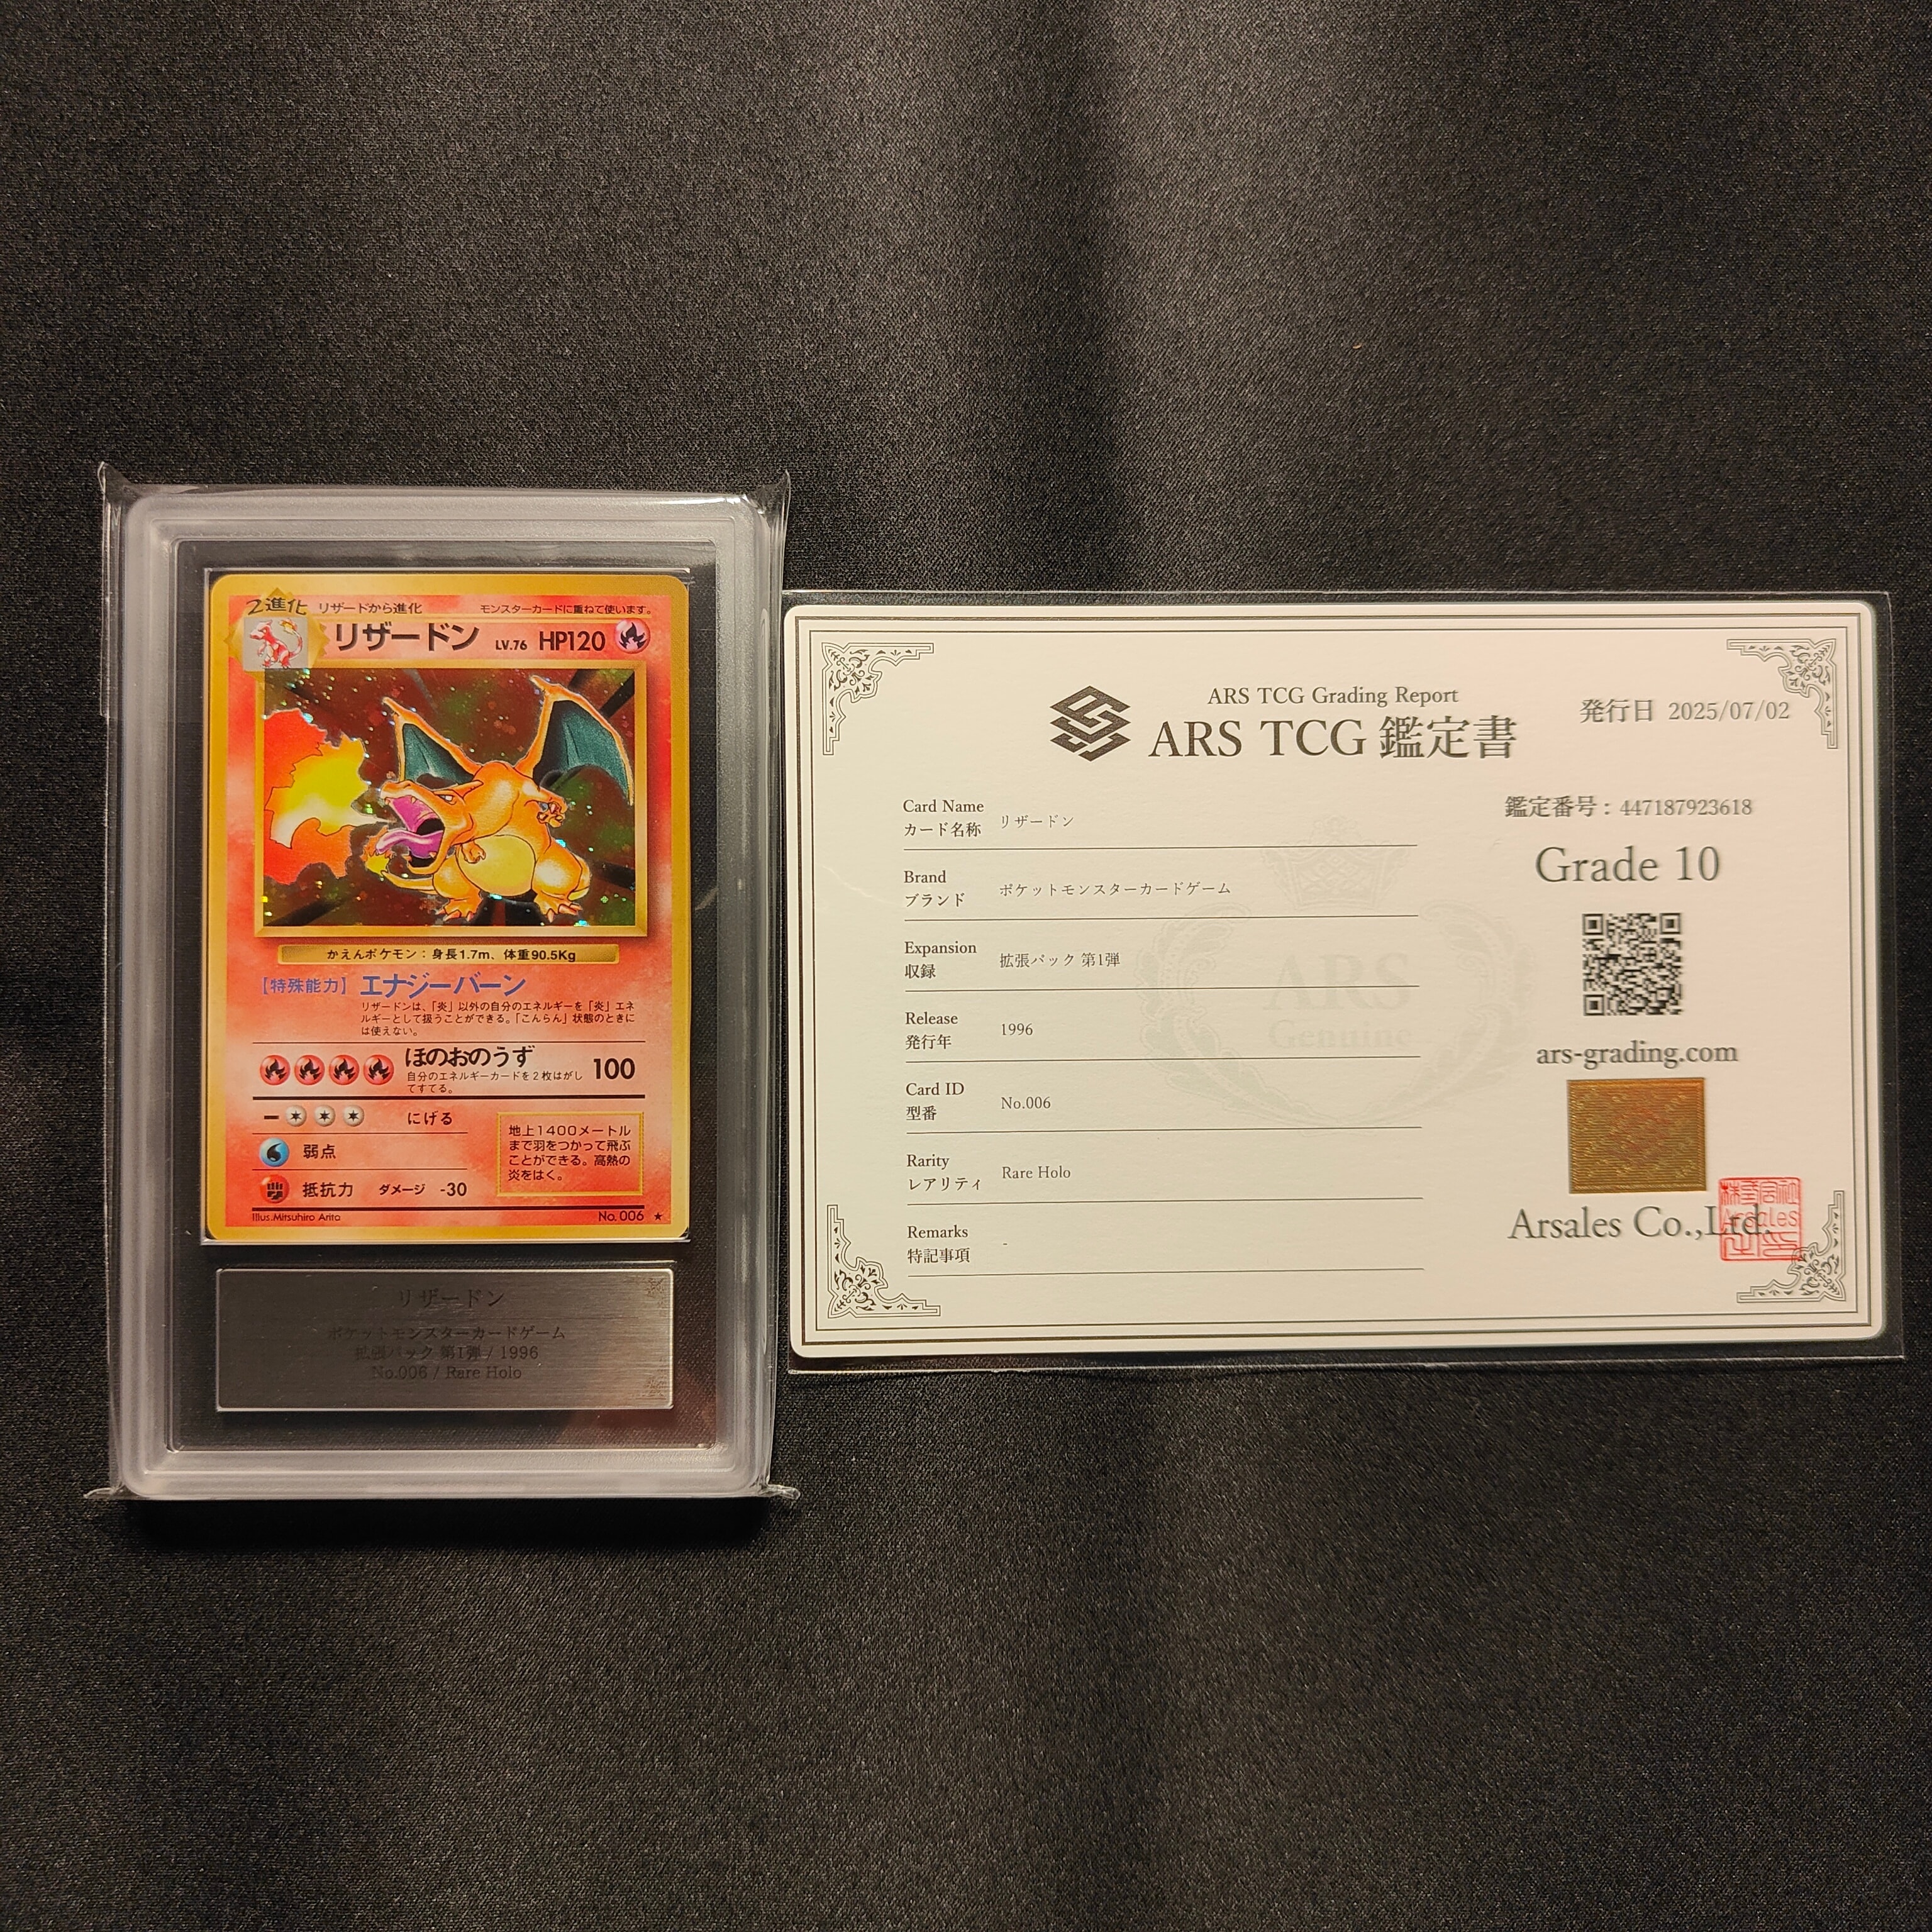 2進化 リザードから進化 モンスターカードに重ねて使います。
リザードン LV.76 HP120
かえんポケモン：身長1.7m、体重90.5Kg
【特殊能力】エナジーバーン
リザードンは、「炎」以外の自分のエネルギーを「炎」エネ
ルギーとして扱うことができる。「こんらん」状態のときに
は使えない。
ほのおのうず 100
自分のエネルギーカードを2枚はがし
てすてる。
にげる
弱点
抵抗力 ダメージ -30
地上1400メートル
まで羽をつかって飛ぶ
ことができる。高熱の
炎をはく。
Illus.Mitsuhiro Arita No.006 ★
リザードン
ポケットモンスターカードゲーム
拡張パック 第1弾 / 1996
No.006 / Rare Holo
ARS TCG Grading Report
ARS TCG 鑑定書
発行日 2025/07/02
鑑定番号：447187923618
Grade 10
ars-grading.com
Arsales Co.,Ltd.
株式会社
Arsales
Card Name
カード名称 リザードン
Brand
ブランド ポケットモンスターカードゲーム
Expansion
収録 拡張パック 第1弾
Release
発行年 1996
Card ID
型番 No.006
Rarity
レアリティ Rare Holo
Remarks
特記事項 -
ARS
Genuine